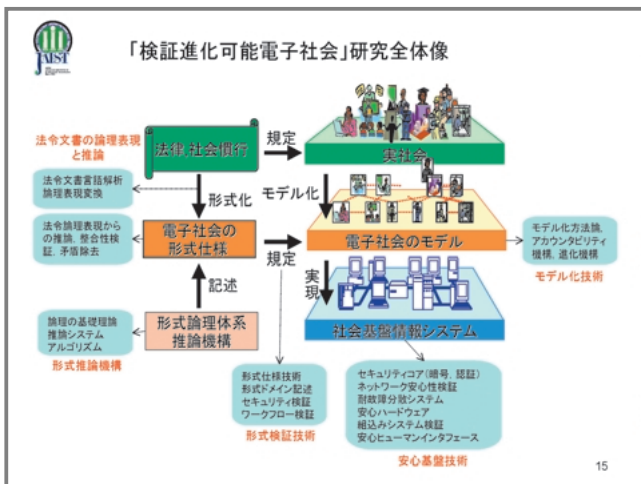 JAIST
「検証進化可能電子社会」研究全体像
法令文書の論理表現
と推論
法律、社会慣行
規定
実社会
法令文書言語解析
論理表現変換
形式化
モデル化
法令論理表現から
の推論、整合性検
証、矛盾除去
電子社会の
形式仕様
規定
電子社会のモデル
モデル化方法論、
アカウンタビリティ
機構、進化機構
モデル化技術
記述
実現
社会基盤情報システム
論理の基礎理論
推論システム
アルゴリズム
形式推論機構
形式論理体系
推論機構
形式仕様技術
形式ドメイン記述
セキュリティ検証
ワークフロー検証
形式検証技術
セキュリティコア(暗号、認証)
ネットワーク安心性検証
耐故障分散システム
安心ハードウェア
組込みシステム検証
安心ヒューマンインタフェース
安心基盤技術
15